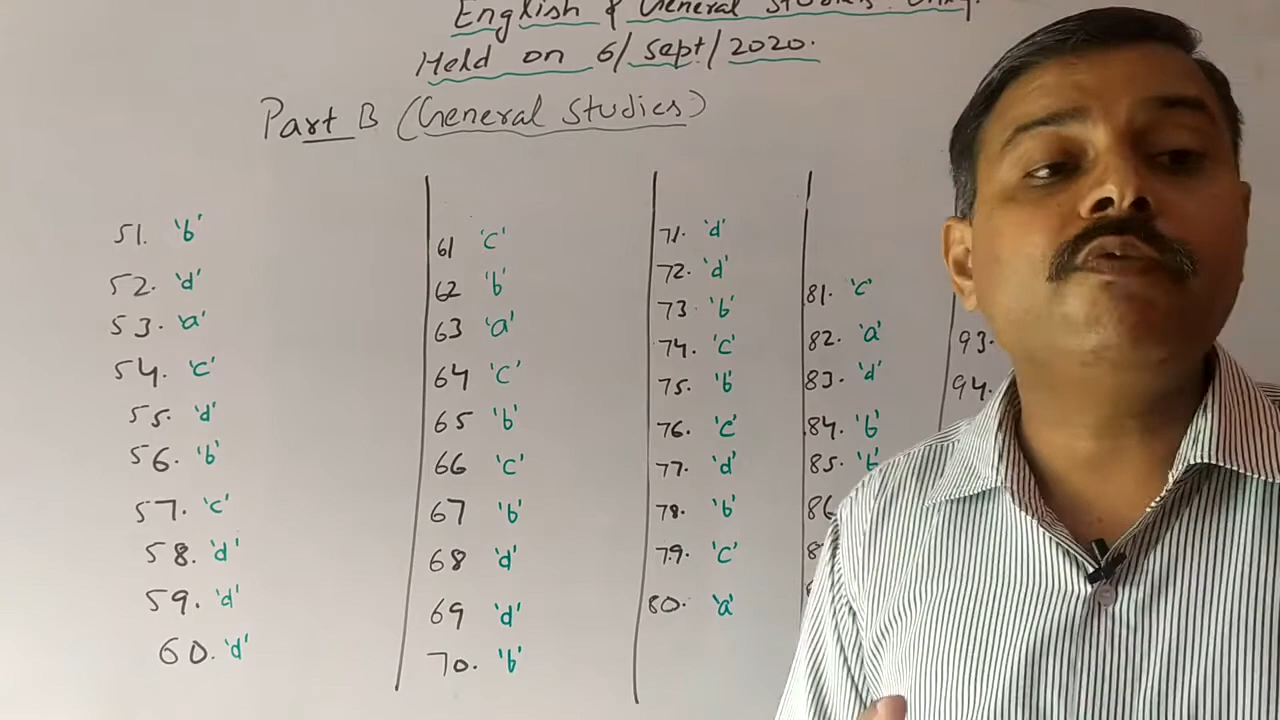 English & General Studies
Held on 6/Sept/2020.
Part B (General Studies)
51. 'b'
52. 'd'
53. 'a'
54. 'c'
55. 'd'
56. 'b'
57. 'c'
58. 'd'
59. 'd'
60. 'd'
61 'c'
62 'b'
63 'a'
64 'c'
65 'b'
66 'c'
67 'b'
68 'd'
69 'd'
70. 'b'
71. 'd'
72. 'd'
73. 'b'
74. 'c'
75. 'b'
76. 'c'
77. 'd'
78. 'b'
79. 'c'
80. 'a'
81. 'c'
82. 'a'
83. 'd'
84. 'b'
85. 'b'
86
93.
94.